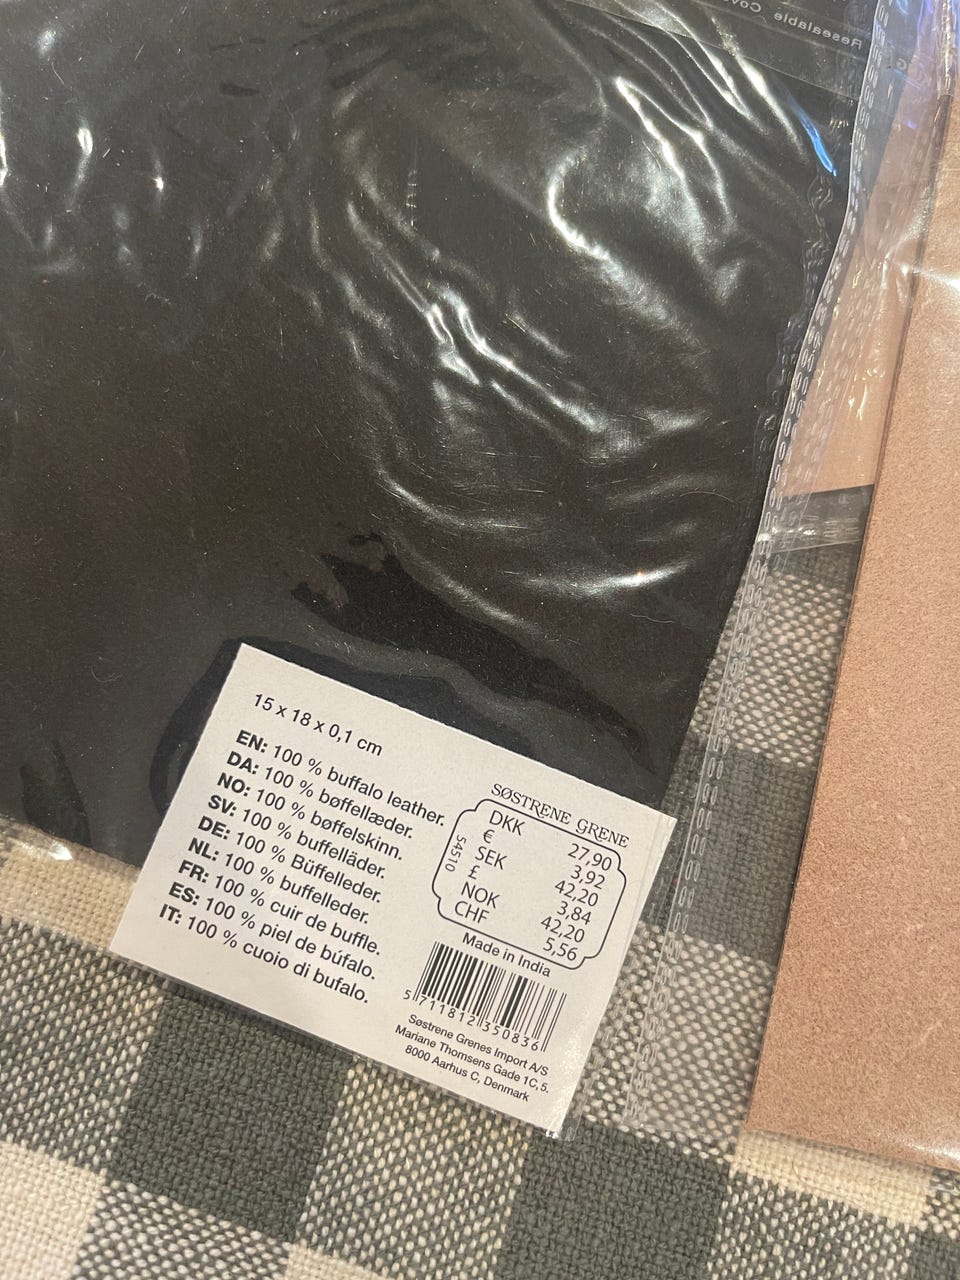 Resealable Cove
15 x 18 x 0,1 cm
EN: 100 % buffalo leather.
DA: 100 % bøffellæder.
NO: 100 % bøffelskinn.
SV: 100 % buffelläder.
DE: 100 % Büffelleder.
NL: 100 % buffelleder.
FR: 100 % cuir de buffle.
ES: 100 % piel de búfalo.
IT: 100 % cuoio di bufalo.
SØSTRENE GRENE
DKK 27,90
€ 3,92
SEK 42,20
£ 3,84
NOK 42,20
CHF 5,56
54510
Made in India
5 711812 350836
Søstrene Grenes Import A/S
Mariane Thomsens Gade 1C, 5.
8000 Aarhus C, Denmark